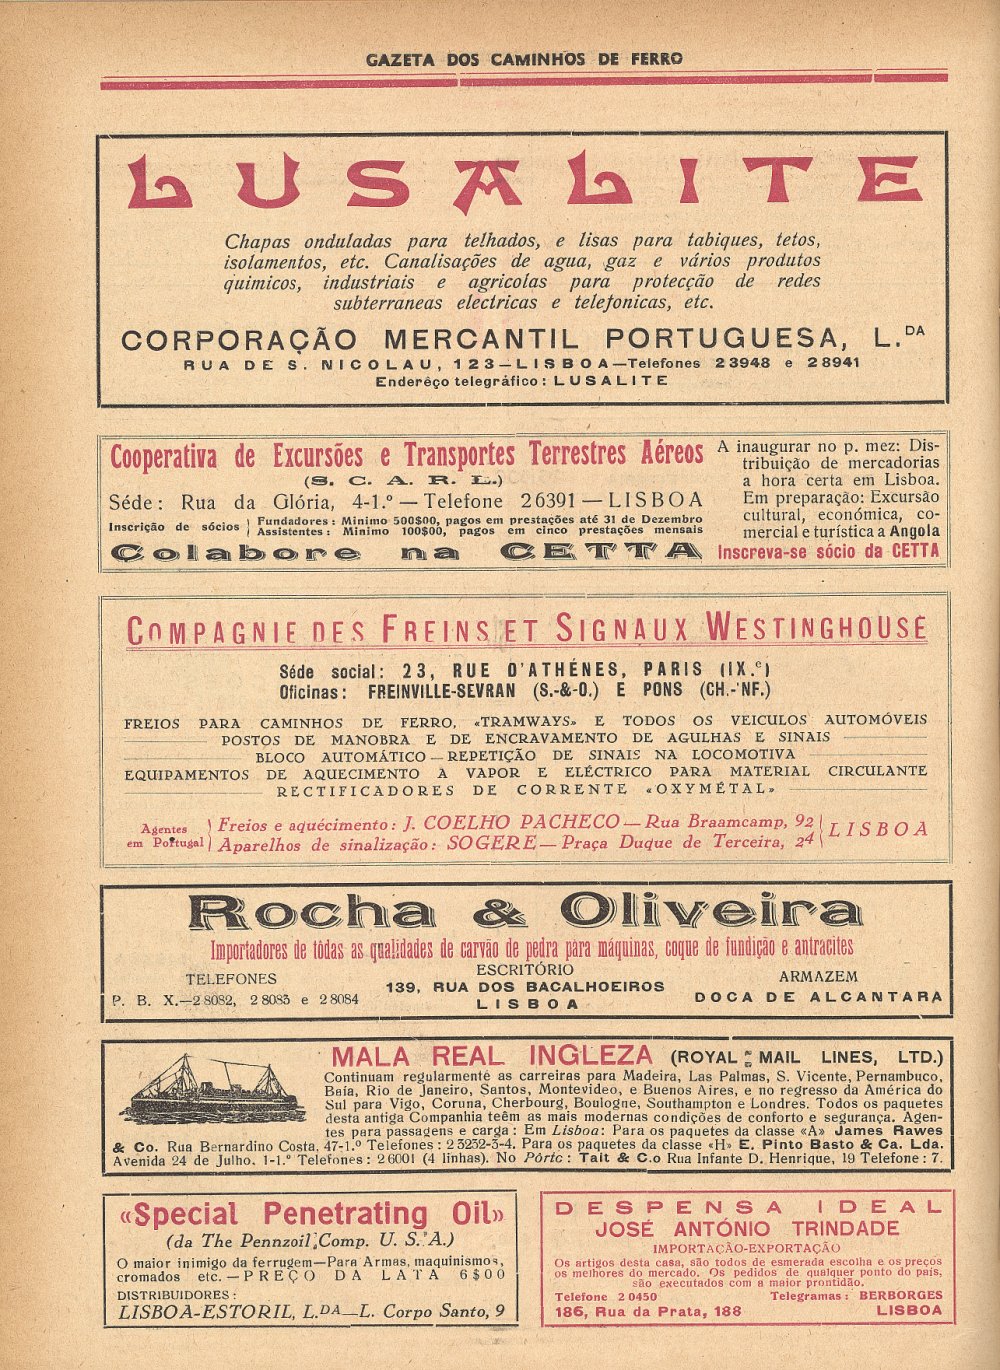 GAZETA DOS CAMINHOS DE FERRO
LUSALITE
Chapas onduladas para telhados, e lisas para tabiques, tetos,
isolamentos, etc. Canalisações de agua, gaz e vários produtos
quimicos, industriais e agricolas para protecção de redes
subterraneas electricas e telefonicas, etc.
CORPORAÇÃO MERCANTIL PORTUGUESA, L.DA
RUA DE S. NICOLAU, 123—LISBOA—Telefones 23948 e 28941
Enderêço telegráfico: LUSALITE
Cooperativa de Excursões e Transportes Terrestres Aéreos
(S. C. A. R. L.)
Séde: Rua da Glória, 4-1.º — Telefone 26391 — LISBOA
Inscrição de sócios } Fundadores: Minimo 500$00, pagos em prestações até 31 de Dezembro
Assistentes: Minimo 100$00, pagos em cinco prestações mensais
Colabore na CETTA
A inaugurar no p. mez: Dis-
tribuição de mercadorias
a hora certa em Lisboa.
Em preparação: Excursão
cultural, económica, co-
mercial e turística a Angola
Inscreva-se sócio da CETTA
COMPAGNIE DES FREINS ET SIGNAUX WESTINGHOUSE
Séde social: 23, RUE D'ATHÉNES, PARIS (IX.e)
Oficinas: FREINVILLE-SEVRAN (S.-&-O.) E PONS (CH.-'NF.)
FREIOS PARA CAMINHOS DE FERRO, «TRAMWAYS» E TODOS OS VEICULOS AUTOMÓVEIS
POSTOS DE MANOBRA E DE ENCRAVAMENTO DE AGULHAS E SINAIS
BLOCO AUTOMÁTICO — REPETIÇÃO DE SINAIS NA LOCOMOTIVA
EQUIPAMENTOS DE AQUECIMENTO À VAPOR E ELÉCTRICO PARA MATERIAL CIRCULANTE
RECTIFICADORES DE CORRENTE «OXYMÉTAL»
Agentes
em Portugal
Freios e aquécimento: J. COELHO PACHECO — Rua Braamcamp, 92
Aparelhos de sinalização: SOGERE — Praça Duque de Terceira, 24
LISBOA
Rocha & Oliveira
Importadores de tôdas as qualidades de carvão de pedra para máquinas, coque de fundição e antracites
TELEFONES
P. B. X.—28082, 28083 e 28084
ESCRITÓRIO
139, RUA DOS BACALHOEIROS
LISBOA
ARMAZEM
DOCA DE ALCANTARA
MALA REAL INGLEZA (ROYAL MAIL LINES, LTD.)
Continuam regularmente as carreiras para Madeira, Las Palmas, S. Vicente, Pernambuco,
Baía, Rio de Janeiro, Santos, Montevideo, e Buenos Aires, e no regresso da América do
Sul para Vigo, Coruna, Cherbourg, Boulogne, Southampton e Londres. Todos os paquetes
desta antiga Companhia teêm as mais modernas condições de conforto e segurança. Agen-
tes para passagens e carga: Em Lisboa: Para os paquetes da classe «A» James Rawes
& Co. Rua Bernardino Costa, 47-1.º Telefones: 23232-3-4. Para os paquetes da classe «H» E. Pinto Basto & Ca. Lda.
Avenida 24 de Julho, 1-1.º Telefones: 26001 (4 linhas). No Pôrto: Tait & C.o Rua Infante D. Henrique, 19 Telefone: 7.
«Special Penetrating Oil»
(da The Pennzoil Comp. U. S. A.)
O maior inimigo da ferrugem—Para Armas, maquinismos,
cromados etc.—PREÇO DA LATA 6$00
DISTRIBUIDORES:
LISBOA-ESTORIL, L.DA—L. Corpo Santo, 9
DESPENSA IDEAL
JOSÉ ANTÓNIO TRINDADE
IMPORTAÇÃO-EXPORTAÇÃO
Os artigos desta casa, são todos de esmerada escolha e os preços
os melhores do mercado. Os pedidos de qualquer ponto do país,
são executados com a maior prontidão.
Telefone 20450 Telegramas: BERBORGES
186, Rua da Prata, 188 LISBOA